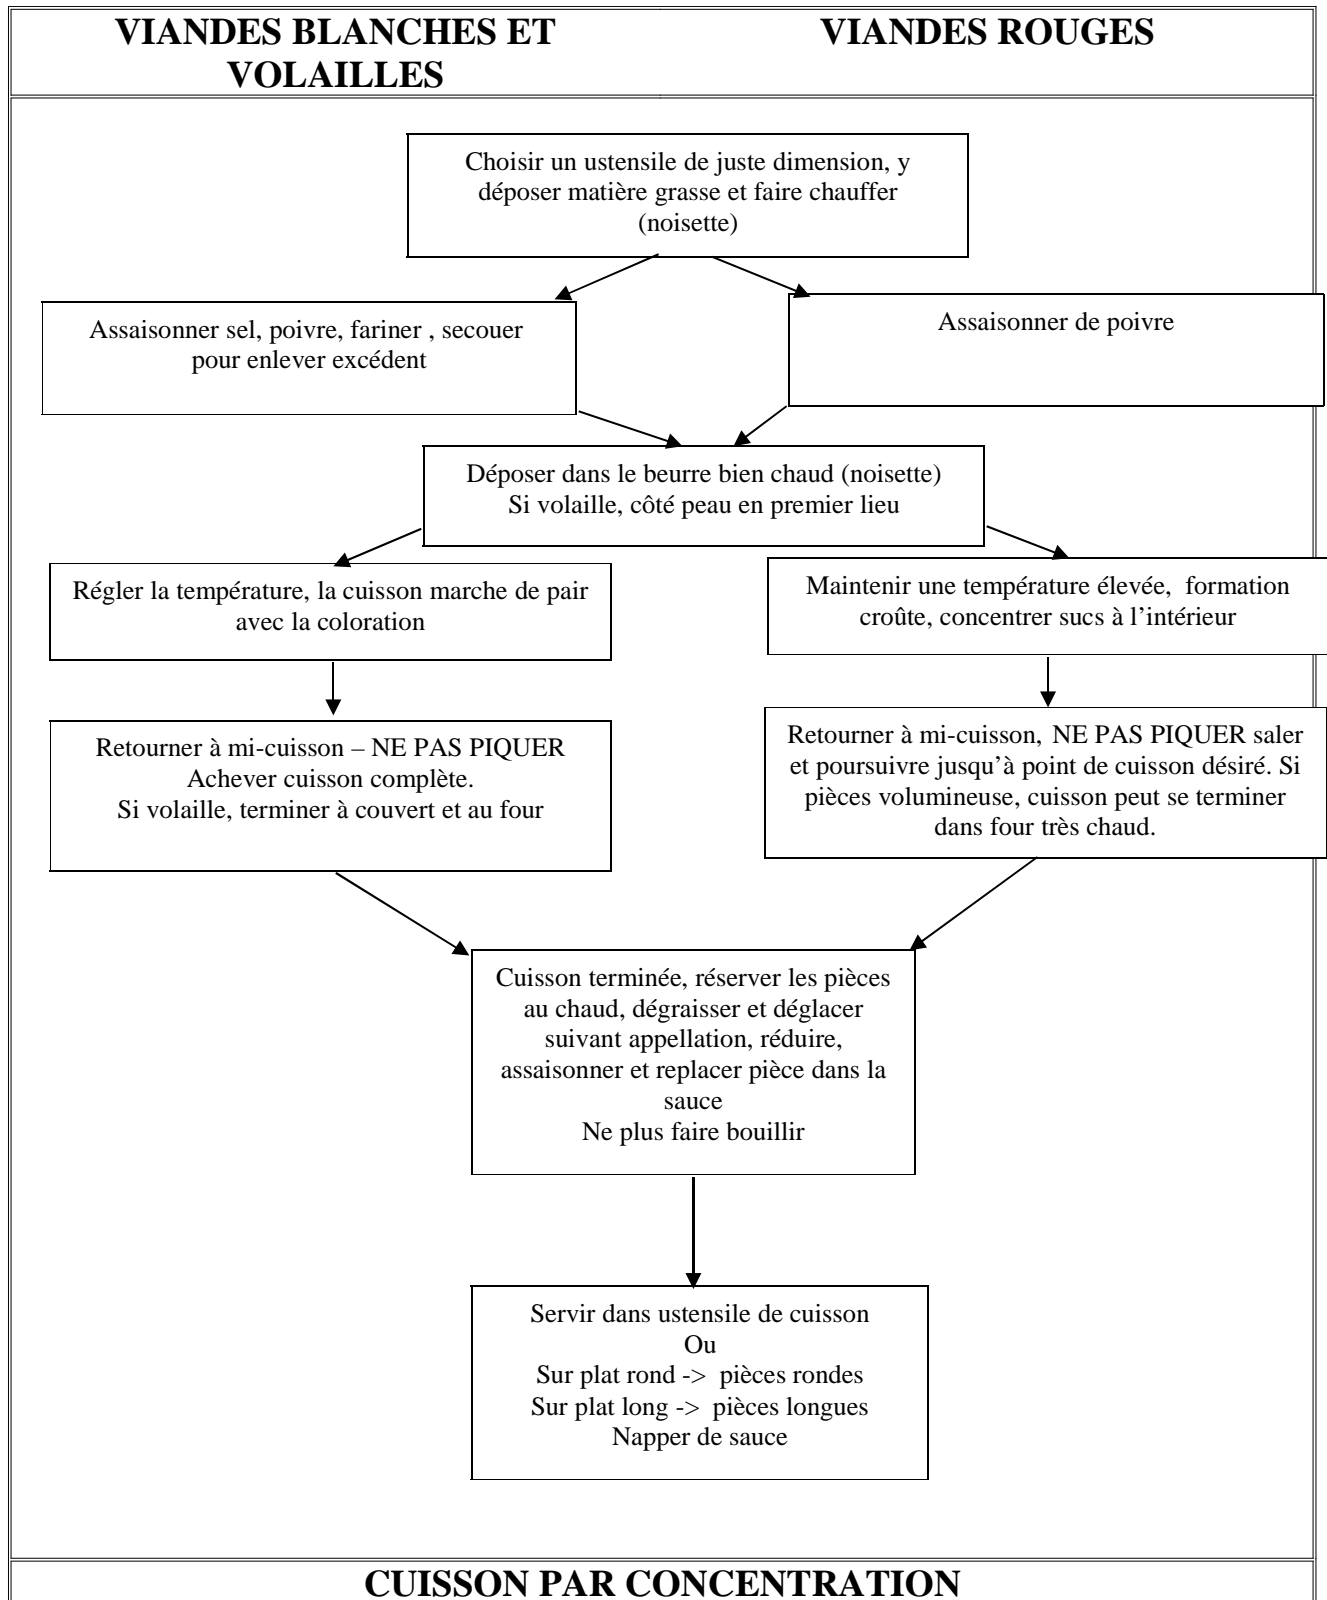 VIANDES BLANCHES ET
VOLAILLES
VIANDES ROUGES
Choisir un ustensile de juste dimension, y
déposer matière grasse et faire chauffer
(noisette)
Assaisonner sel, poivre, fariner , secouer
pour enlever excédent
Assaisonner de poivre
Déposer dans le beurre bien chaud (noisette)
Si volaille, côté peau en premier lieu
Régler la température, la cuisson marche de pair
avec la coloration
Maintenir une température élevée, formation
croûte, concentrer sucs à l’intérieur
Retourner à mi-cuisson – NE PAS PIQUER
Achever cuisson complète.
Si volaille, terminer à couvert et au four
Retourner à mi-cuisson, NE PAS PIQUER saler
et poursuivre jusqu’à point de cuisson désiré. Si
pièces volumineuse, cuisson peut se terminer
dans four très chaud.
Cuisson terminée, réserver les pièces
au chaud, dégraisser et déglacer
suivant appellation, réduire,
assaisonner et replacer pièce dans la
sauce
Ne plus faire bouillir
Servir dans ustensile de cuisson
Ou
Sur plat rond -> pièces rondes
Sur plat long -> pièces longues
Napper de sauce
CUISSON PAR CONCENTRATION